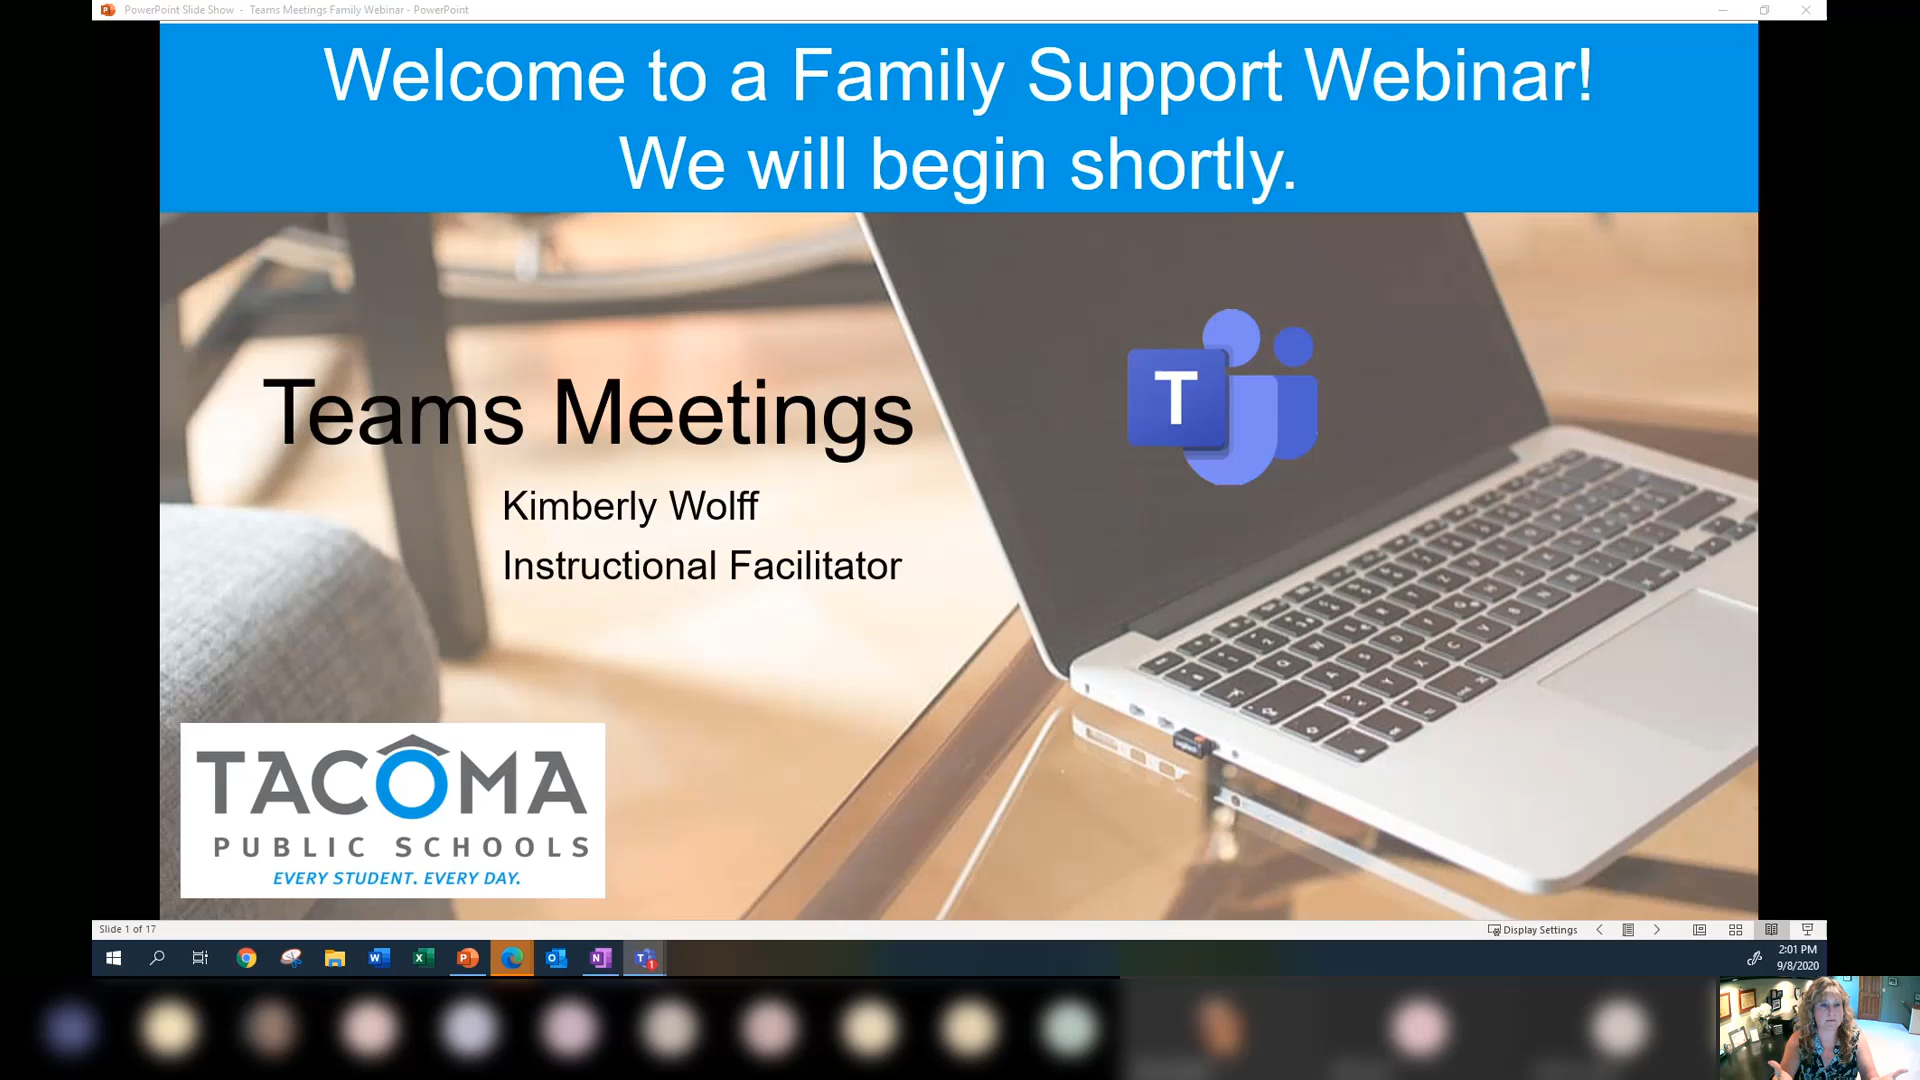 PowerPoint Slide Show - Teams Meetings Family Webinar - PowerPoint
Welcome to a Family Support Webinar!
We will begin shortly.
T
Teams Meetings
Kimberly Wolff
Instructional Facilitator
TACOMA
PUBLIC SCHOOLS
EVERY STUDENT. EVERY DAY.
Slide 1 of 17
Display Settings
2:01 PM
9/8/2020